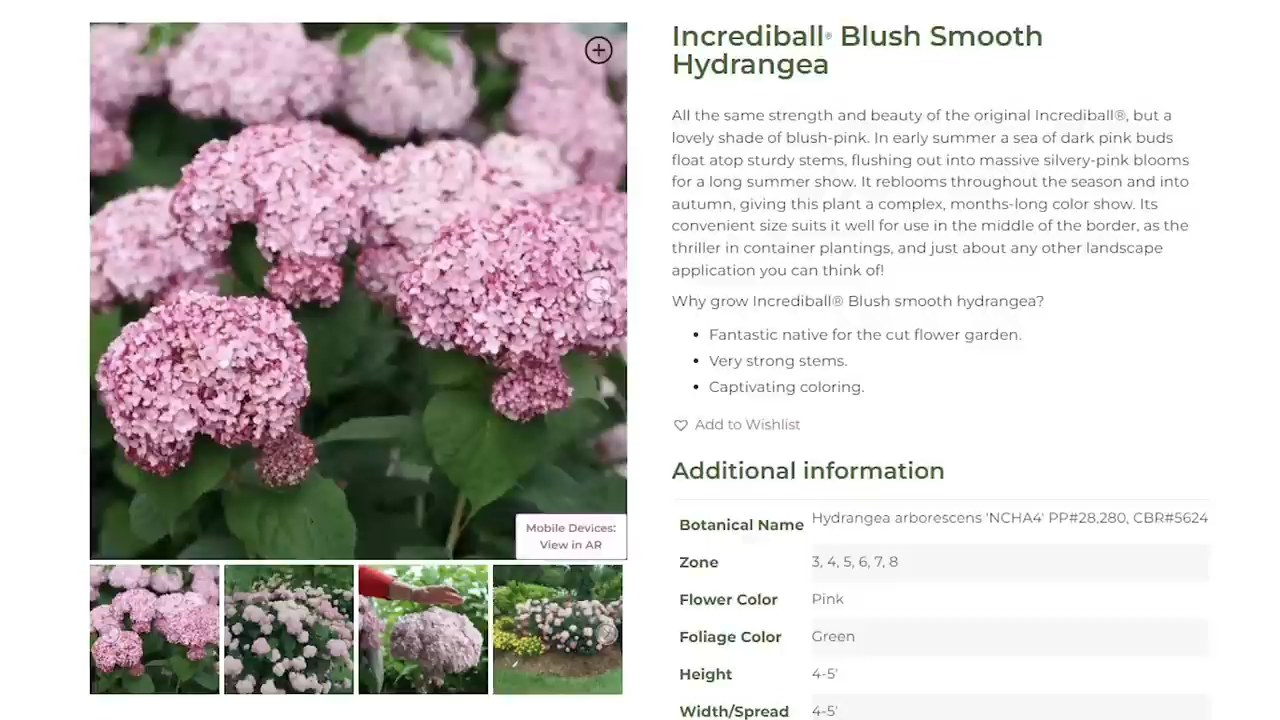 Incrediball® Blush Smooth
Hydrangea
All the same strength and beauty of the original Incrediball®, but a
lovely shade of blush-pink. In early summer a sea of dark pink buds
float atop sturdy stems, flushing out into massive silvery-pink blooms
for a long summer show. It reblooms throughout the season and into
autumn, giving this plant a complex, months-long color show. Its
convenient size suits it well for use in the middle of the border, as the
thriller in container plantings, and just about any other landscape
application you can think of!
Why grow Incrediball® Blush smooth hydrangea?
• Fantastic native for the cut flower garden.
• Very strong stems.
• Captivating coloring.
Add to Wishlist
Additional information
Botanical Name Hydrangea arborescens 'NCHA4' PP#28,280, CBR#5624
Zone 3, 4, 5, 6, 7, 8
Flower Color Pink
Foliage Color Green
Height 4-5'
Width/Spread 4-5'
Mobile Devices:
View in AR